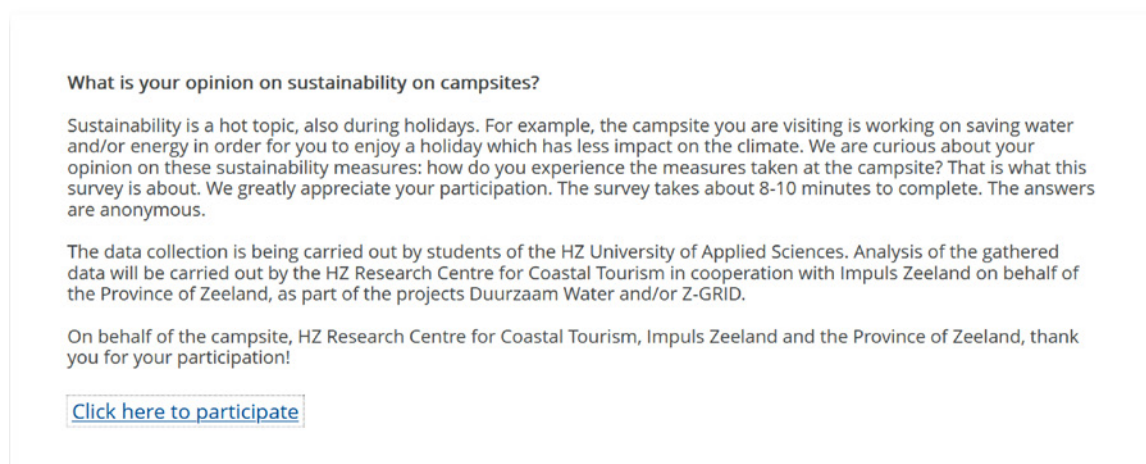 What is your opinion on sustainability on campsites?
Sustainability is a hot topic, also during holidays. For example, the campsite you are visiting is working on saving water
and/or energy in order for you to enjoy a holiday which has less impact on the climate. We are curious about your
opinion on these sustainability measures: how do you experience the measures taken at the campsite? That is what this
survey is about. We greatly appreciate your participation. The survey takes about 8-10 minutes to complete. The answers
are anonymous.
The data collection is being carried out by students of the HZ University of Applied Sciences. Analysis of the gathered
data will be carried out by the HZ Research Centre for Coastal Tourism in cooperation with Impuls Zeeland on behalf of
the Province of Zeeland, as part of the projects Duurzaam Water and/or Z-GRID.
On behalf of the campsite, HZ Research Centre for Coastal Tourism, Impuls Zeeland and the Province of Zeeland, thank
you for your participation!
Click here to participate